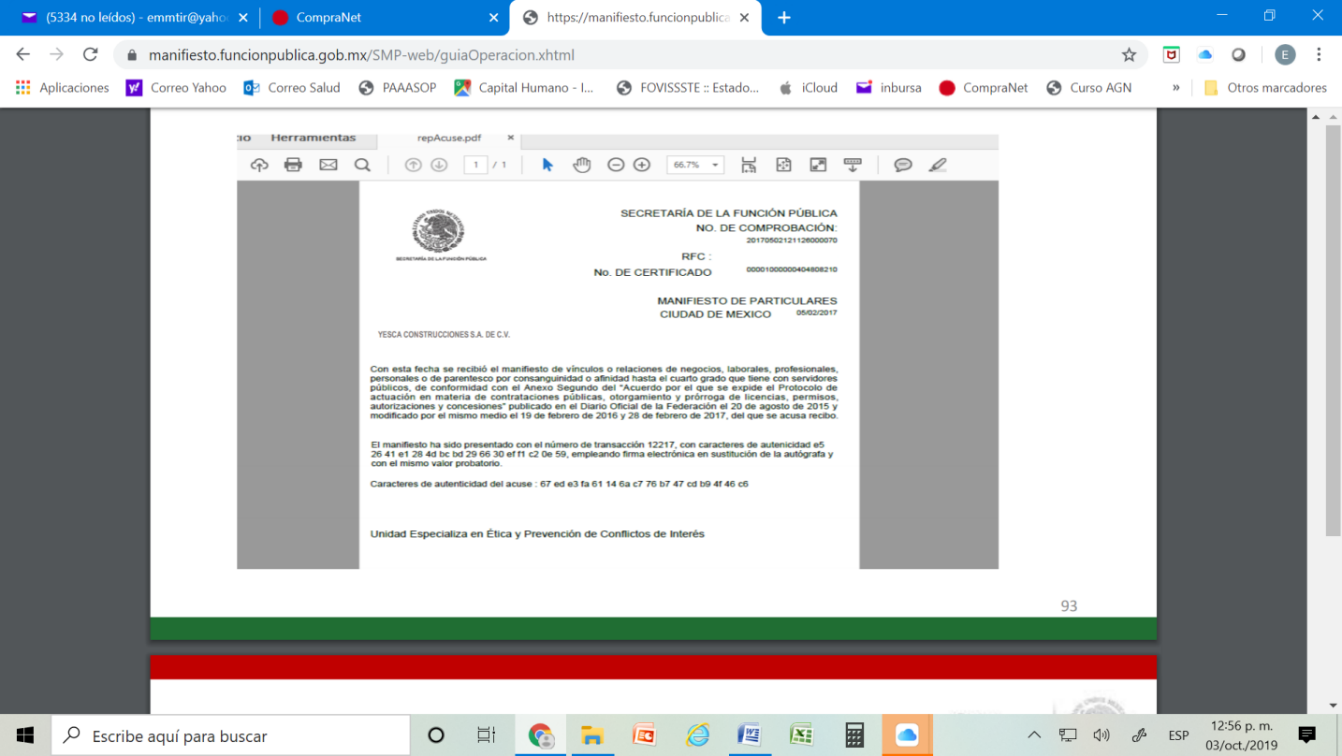 (5334 no leídos) - emmtir@yaho
CompraNet
https://manifiesto.funcionpublica
manifiesto.funcionpublica.gob.mx/SMP-web/guiaOperacion.xhtml
E
Aplicaciones
Correo Yahoo
Correo Salud
PAAASOP
Capital Humano - I...
FOVISSSTE :: Estado...
iCloud
inbursa
CompraNet
Curso AGN
»
Otros marcadores
cio Herramientas repAcuse.pdf ×
1 / 1 66.7%
SECRETARÍA DE LA FUNCIÓN PÚBLICA
NO. DE COMPROBACIÓN:
20170502121126000070
SECRETARÍA DE LA FUNCIÓN PÚBLICA
RFC :
No. DE CERTIFICADO 00001000000404808210
MANIFIESTO DE PARTICULARES
CIUDAD DE MEXICO 05/02/2017
YESCA CONSTRUCCIONES S.A. DE C.V.
Con esta fecha se recibió el manifiesto de vínculos o relaciones de negocios, laborales, profesionales,
personales o de parentesco por consanguinidad o afinidad hasta el cuarto grado que tiene con servidores
públicos, de conformidad con el Anexo Segundo del "Acuerdo por el que se expide el Protocolo de
actuación en materia de contrataciones públicas, otorgamiento y prórroga de licencias, permisos,
autorizaciones y concesiones" publicado en el Diario Oficial de la Federación el 20 de agosto de 2015 y
modificado por el mismo medio el 19 de febrero de 2016 y 28 de febrero de 2017, del que se acusa recibo.
El manifiesto ha sido presentado con el número de transacción 12217, con caracteres de autenicidad e5
26 41 e1 28 4d bc bd 29 66 30 ef f1 c2 0e 59, empleando firma electrónica en sustitución de la autógrafa y
con el mismo valor probatorio.
Caracteres de autenticidad del acuse : 67 ed e3 fa 61 14 6a c7 76 b7 47 cd b9 4f 46 c6
Unidad Especializa en Ética y Prevención de Conflictos de Interés
93
Escribe aquí para buscar
ESP
12:56 p. m.
03/oct./2019